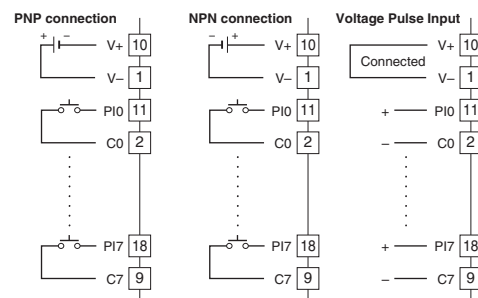 PNP connection
+ − V+ 10
V− 1
PI0 11
C0 2
PI7 18
C7 9
NPN connection
− + V+ 10
V− 1
PI0 11
C0 2
PI7 18
C7 9
Voltage Pulse Input
V+ 10
Connected
V− 1
+ PI0 11
− C0 2
+ PI7 18
− C7 9